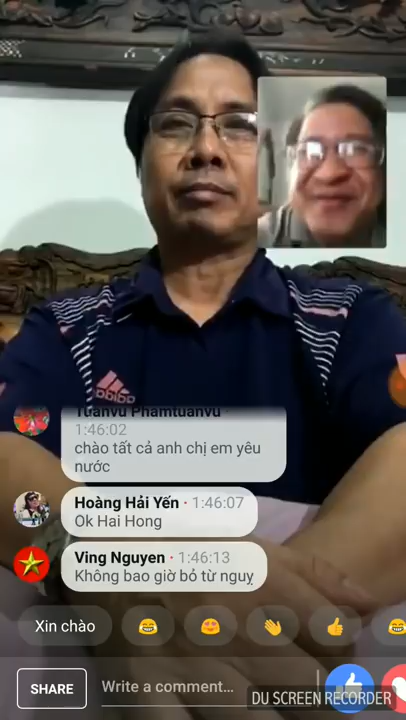 adidas
Tuanvu Phamtuanvu ·
1:46:02
chào tất cả anh chị em yêu
nước
Hoàng Hải Yến · 1:46:07
Ok Hai Hong
Ving Nguyen · 1:46:13
Không bao giờ bỏ từ nguỵ
Xin chào
SHARE
Write a comment…
DU SCREEN RECORDER